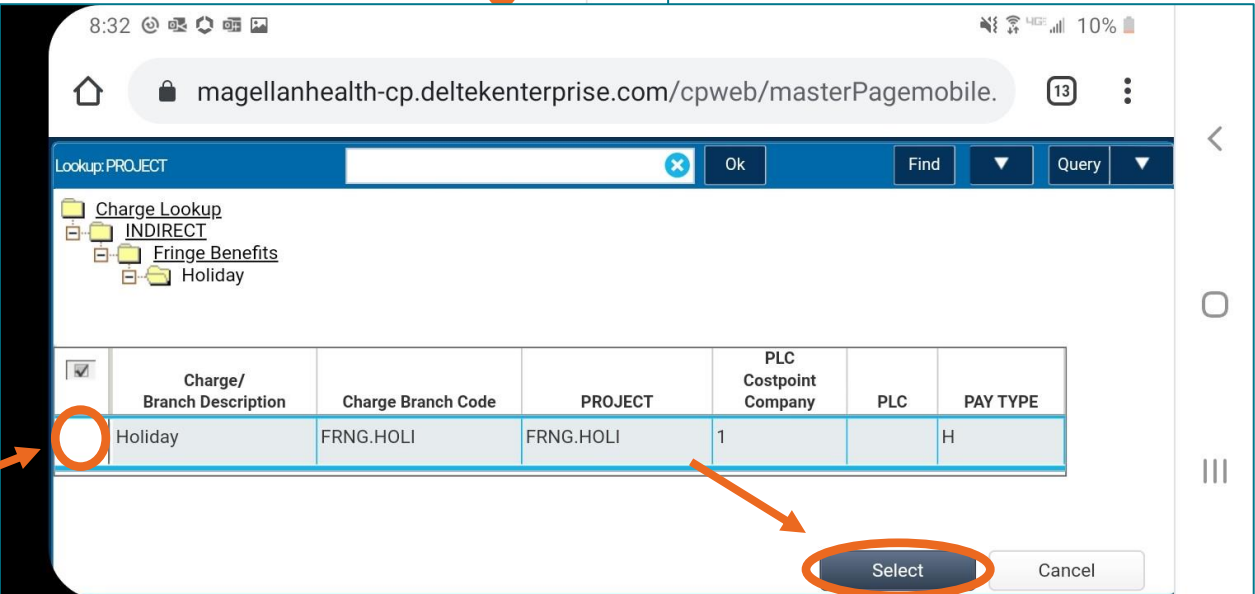 8:32 4GE 10%
magellanhealth-cp.deltekenterprise.com/cpweb/masterPagemobile. 13
Lookup: PROJECT Ok Find Query
Charge Lookup
INDIRECT
Fringe Benefits
Holiday
Charge/
Branch Description
Charge Branch Code
PROJECT
PLC
Costpoint
Company
PLC
PAY TYPE
Holiday FRNG.HOLI FRNG.HOLI 1 H
Select Cancel